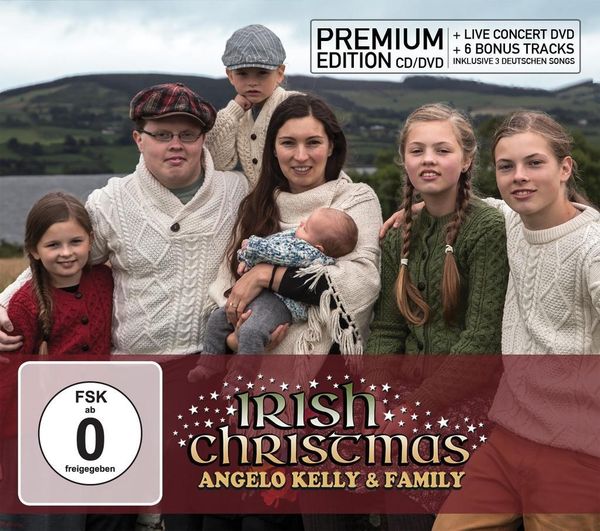 PREMIUM
EDITION CD/DVD
+ LIVE CONCERT DVD
+ 6 BONUS TRACKS
INKLUSIVE 3 DEUTSCHEN SONGS
FSK
ab
0
freigegeben
IRISH
CHRISTMAS
ANGELO KELLY & FAMILY